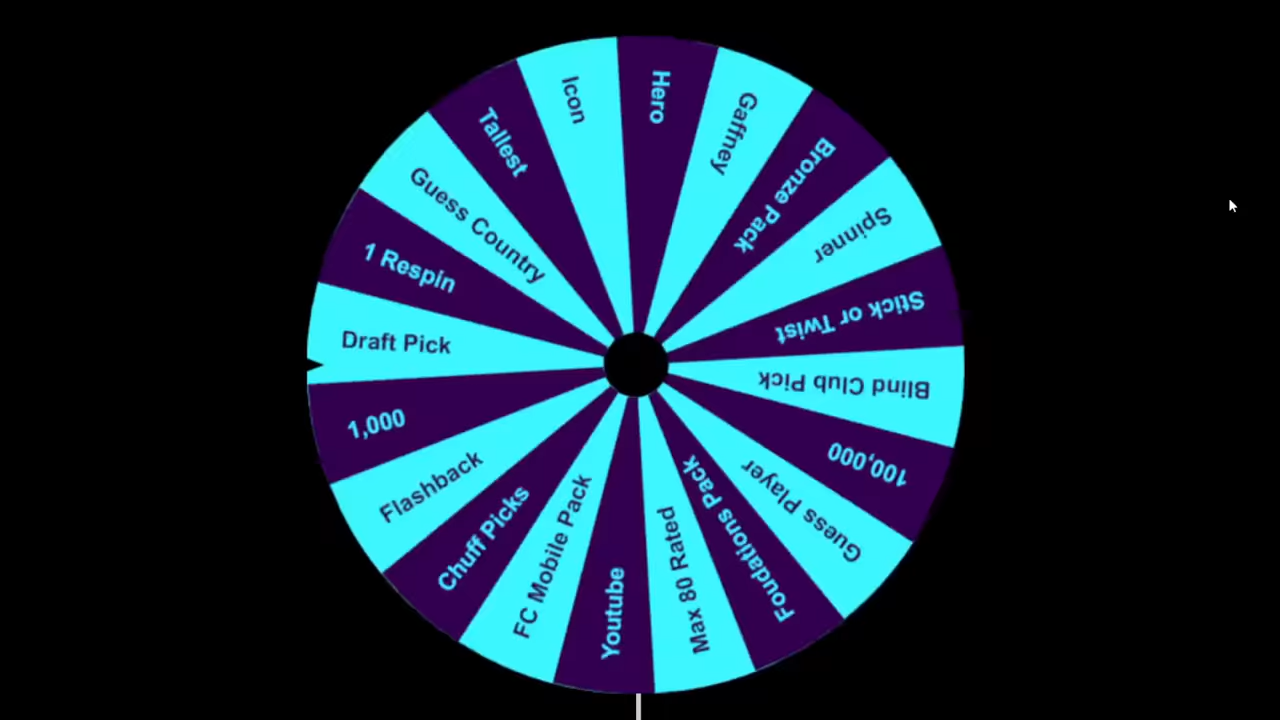 Hero
Gaffney
Bronze Pack
Spinner
Stick or Twist
Blind Club Pick
100,000
Guess Player
Foudations Pack
Max 80 Rated
Youtube
FC Mobile Pack
Chuff Picks
Flashback
1,000
Draft Pick
1 Respin
Guess Country
Tallest
Icon